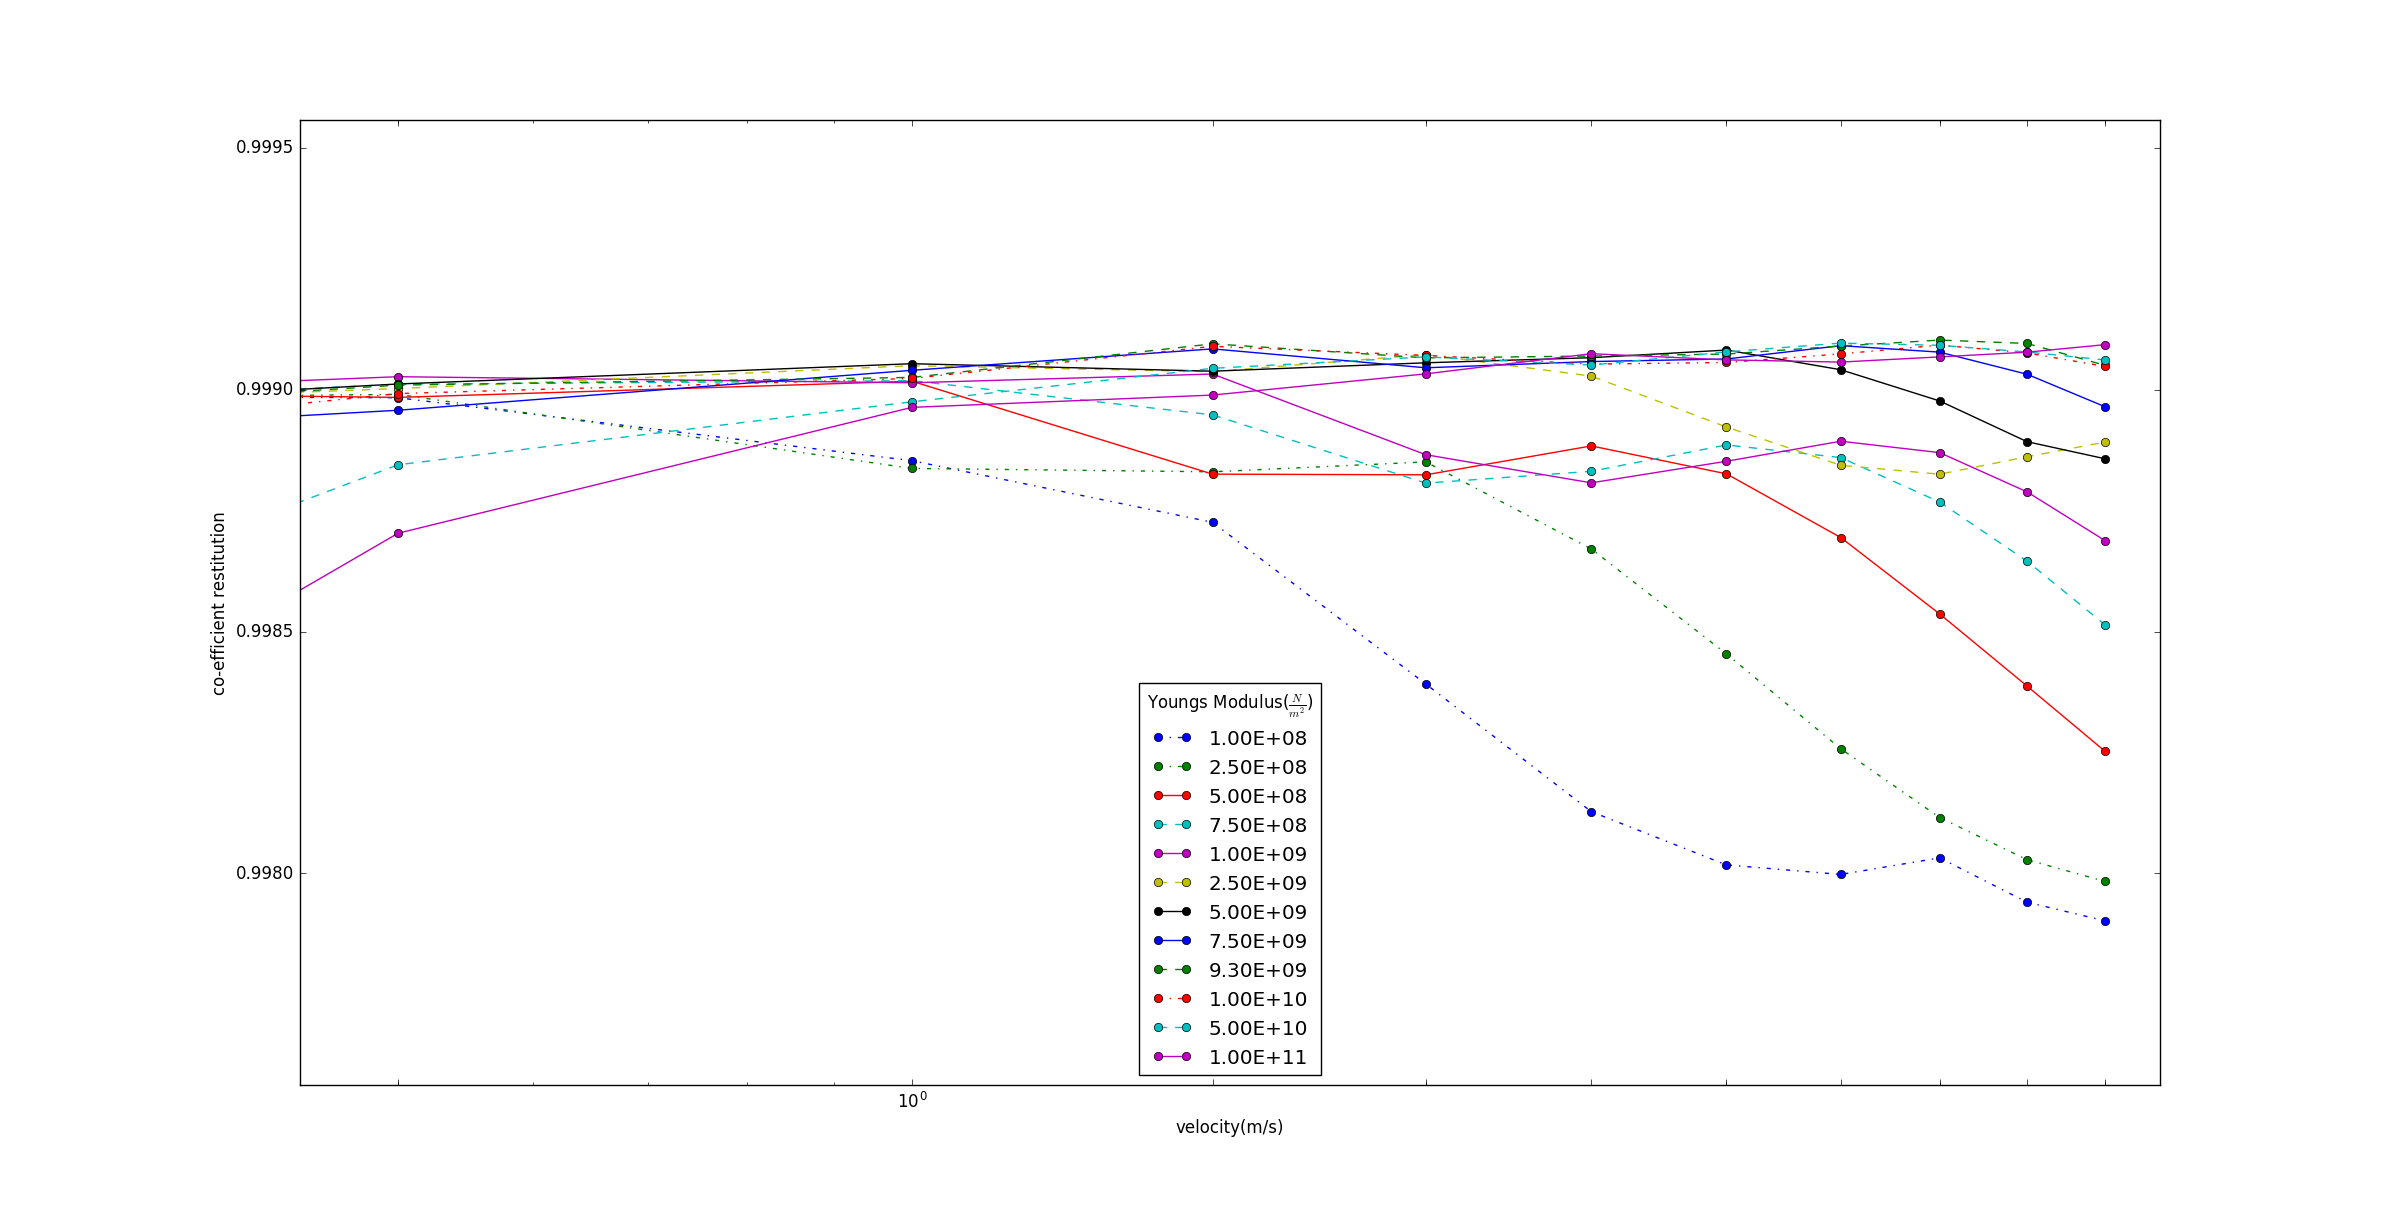 0.9995
0.9990
0.9985
0.9980
co-efficient restitution
Youngs Modulus(N/m²)
1.00E+08
2.50E+08
5.00E+08
7.50E+08
1.00E+09
2.50E+09
5.00E+09
7.50E+09
9.30E+09
1.00E+10
5.00E+10
1.00E+11
10⁰
velocity(m/s)